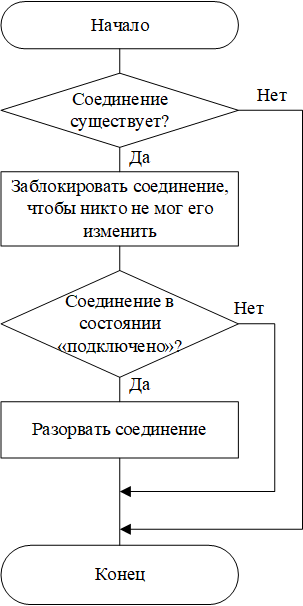 Начало
Соединение
существует?
Нет
Да
Заблокировать соединение,
чтобы никто не мог его
изменить
Соединение в
состоянии
«подключено»?
Нет
Да
Разорвать соединение
Конец